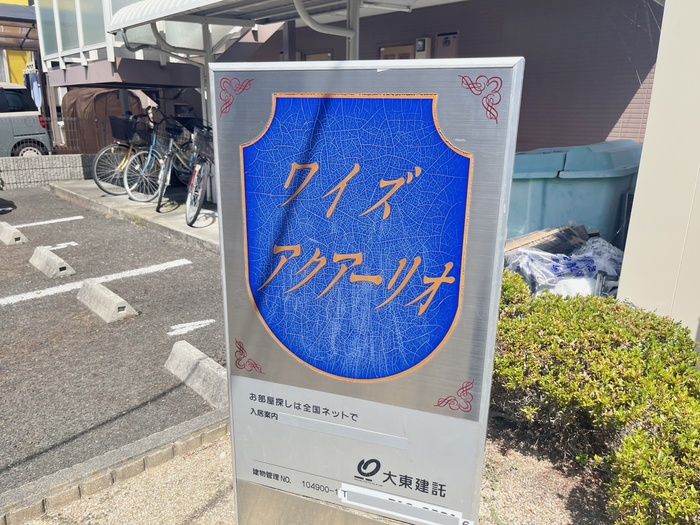 ワイズ
アクアーリオ
お部屋探しは全国ネットで
入居案内
大東建託
建物管理NO. 104900-1